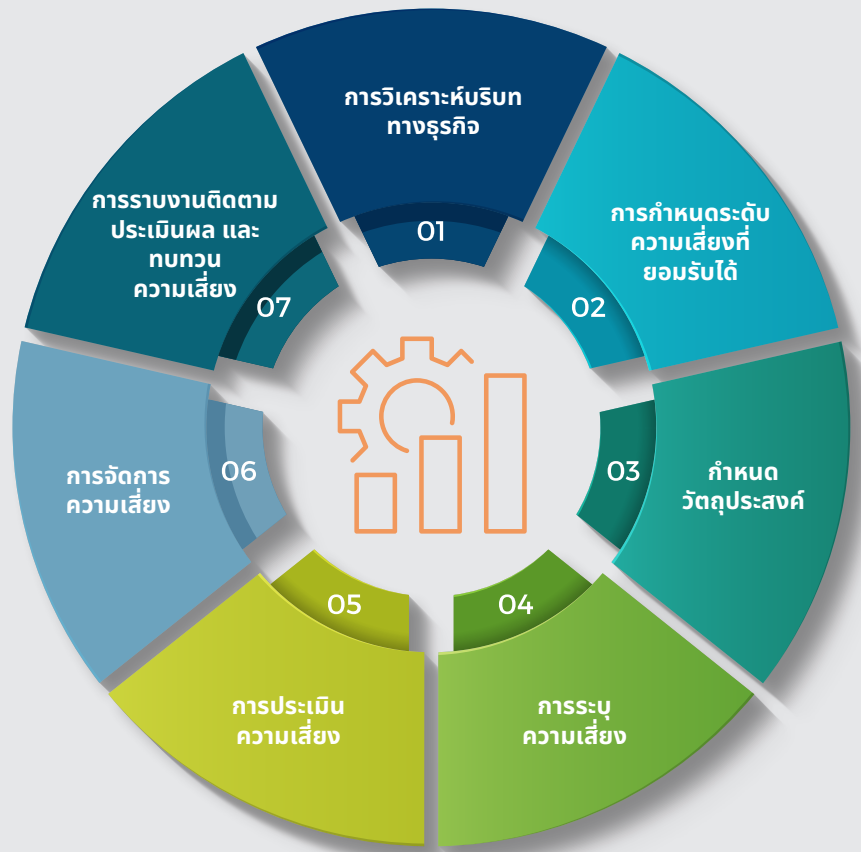 การวิเคราะห์บริบท
ทางธุรกิจ
01
การกำหนดระดับ
ความเสี่ยงที่
ยอมรับได้
02
กำหนด
วัตถุประสงค์
03
การระบุ
ความเสี่ยง
04
การประเมิน
ความเสี่ยง
05
การจัดการ
ความเสี่ยง
06
การราบงานติดตาม
ประเมินผล และ
ทบทวน
ความเสี่ยง
07